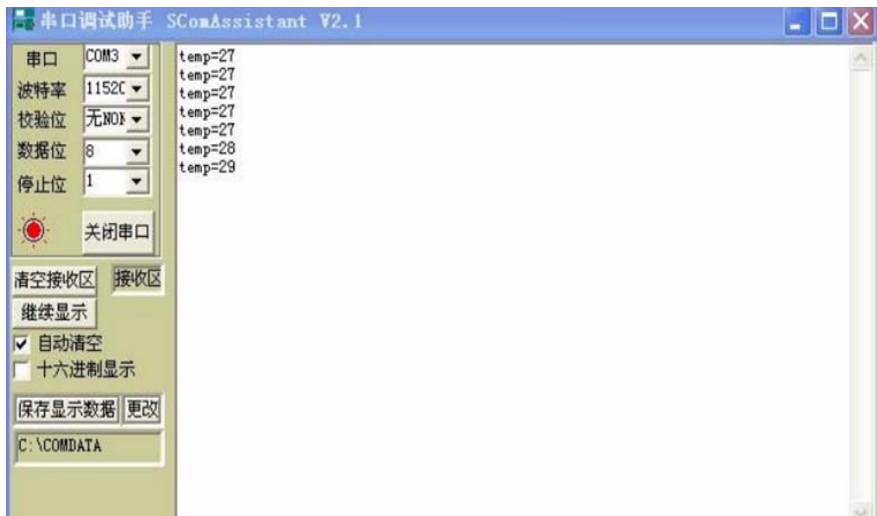 串口调试助手 SComAssistant V2.1
串口 COM3
波特率 11520
校验位 无NON
数据位 8
停止位 1
关闭串口
清空接收区 接收区
继续显示
自动清空
十六进制显示
保存显示数据 更改
C:\COMDATA
temp=27
temp=27
temp=27
temp=27
temp=27
temp=28
temp=29